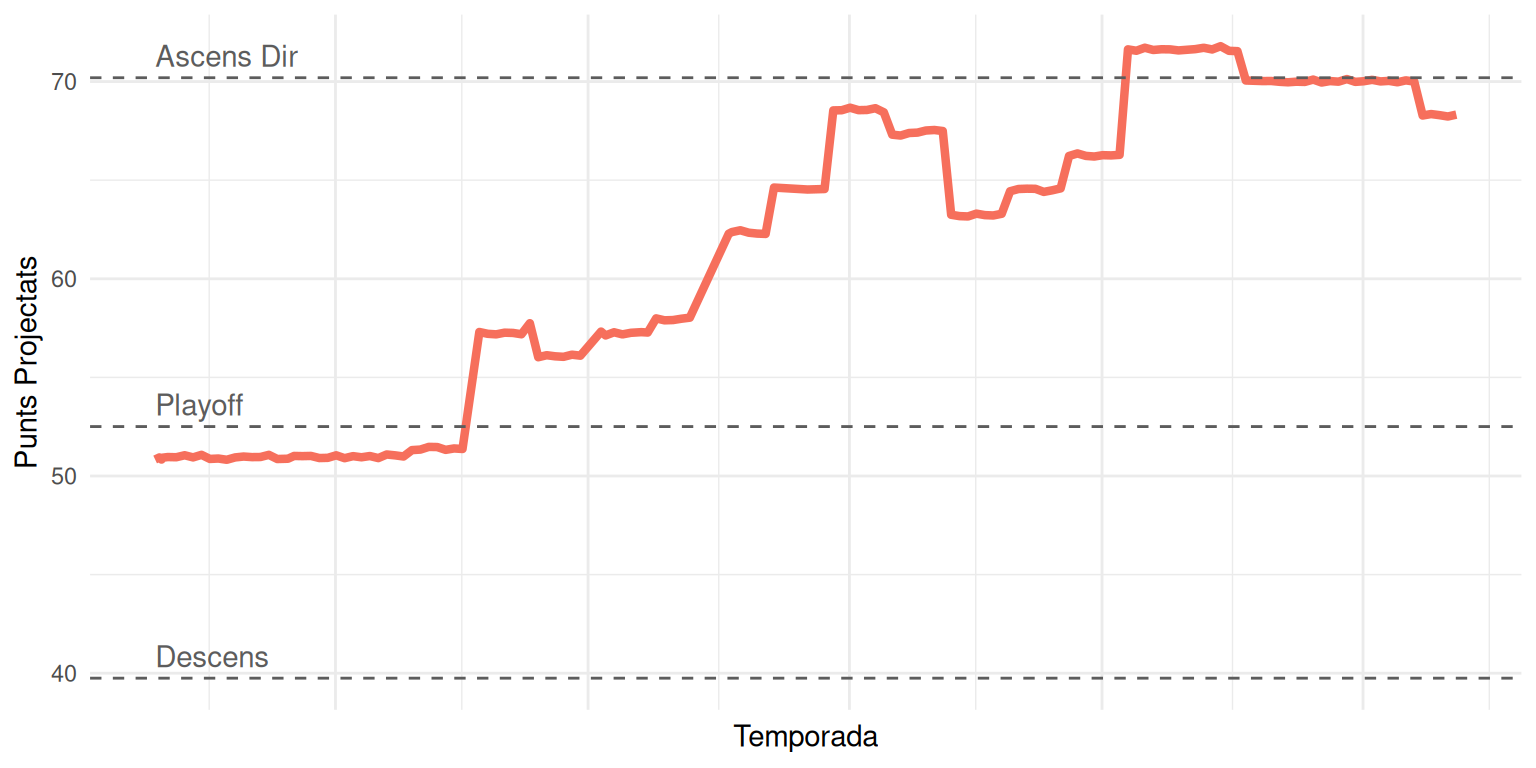 Ascens Dir
70
60
Playoff
50
Descens
40
Punts Projectats
Temporada